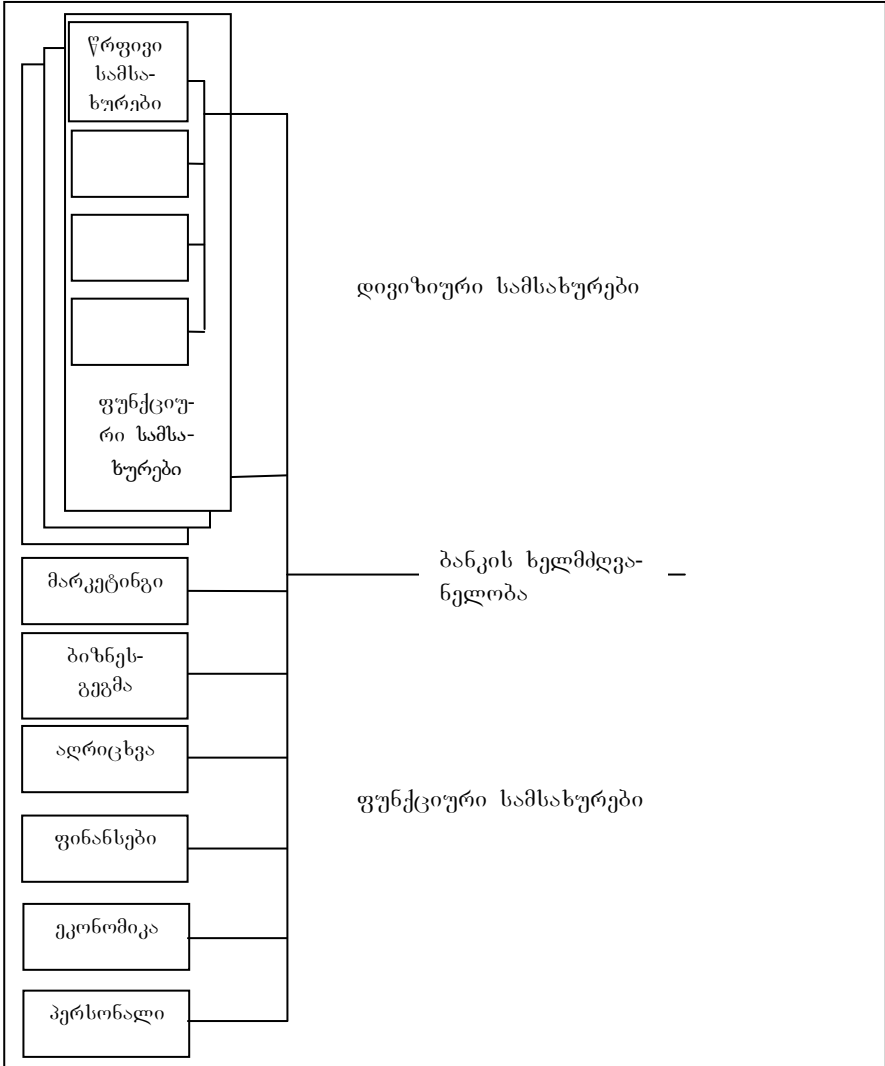 წრფივი
სამსა-
ხურები
დივიზიური სამსახურები
ფუნქციუ-
რი სამსა-
ხურები
ბანკის ხელმძღვა-
ნელობა
მარკეტინგი
ბიზნეს-
გეგმა
აღრიცხვა
ფუნქციური სამსახურები
ფინანსები
ეკონომიკა
პერსონალი